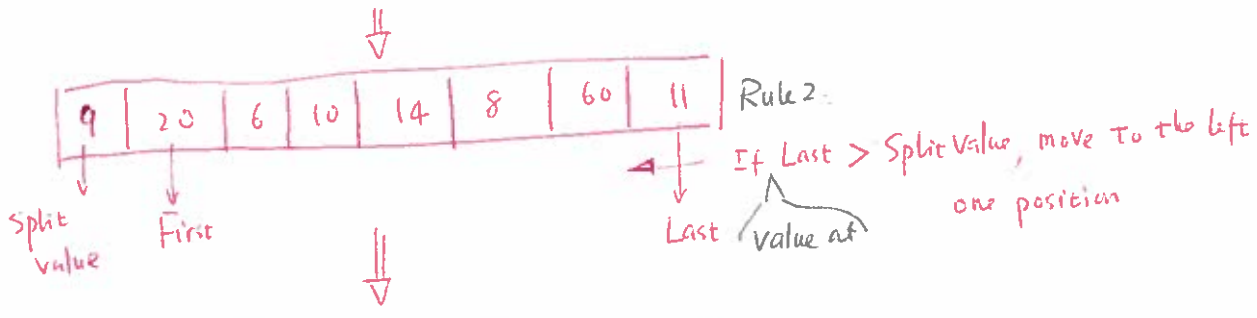 9 20 6 10 14 8 60 11 Rule 2
If Last > Split Value, move to the left
one position
Split
value
First
Last
value at